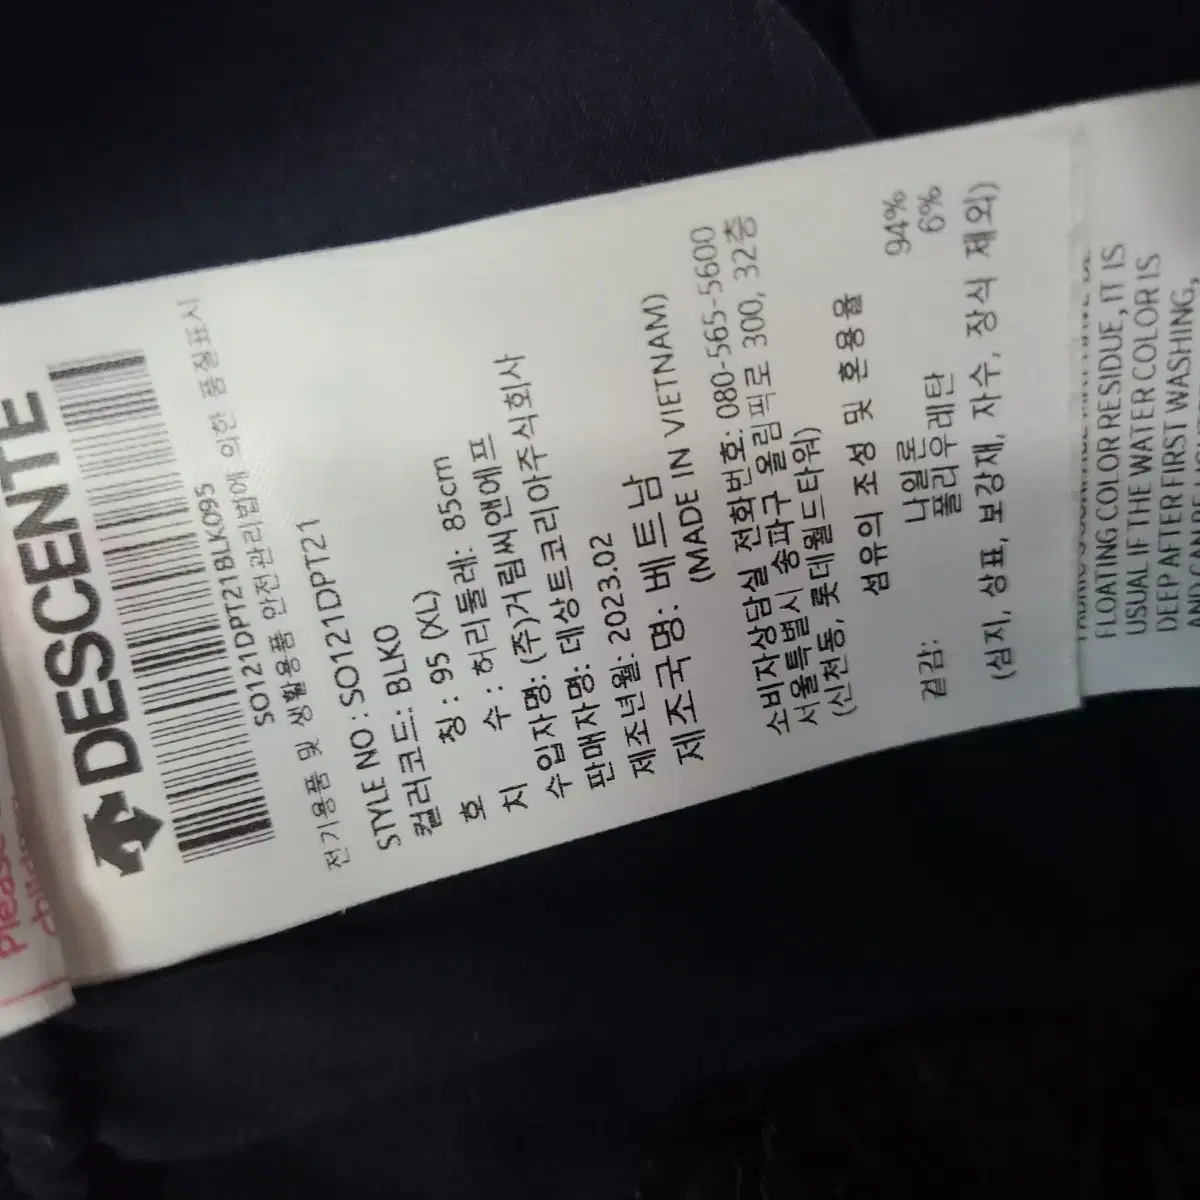 Please
DESCENTE
SO121DPT21BLK095
전기용품 및 생활용품 안전관리법에 의한 품질표시
STYLE NO : SO121DPT21
컬러코드: BLK0
호 칭 : 95 (XL)
치 수 : 허리둘레: 85cm
수입자명: (주)거림씨앤에프
판매자명: 데상트코리아주식회사
제조년월: 2023.02
제조국명: 베트남
(MADE IN VIETNAM)
소비자상담실 전화번호: 080-565-5600
서울특별시 송파구 올림픽로 300, 32층
(신천동, 롯데월드타워)
섬유의 조성 및 혼용율
겉감: 나일론 94%
폴리우레탄 6%
(심지, 상표, 보강재, 자수, 장식 제외)
FLOATING COLOR RESIDUE, IT IS
USUAL IF THE WATER COLOR IS
DEEP AFTER FIRST WASHING,